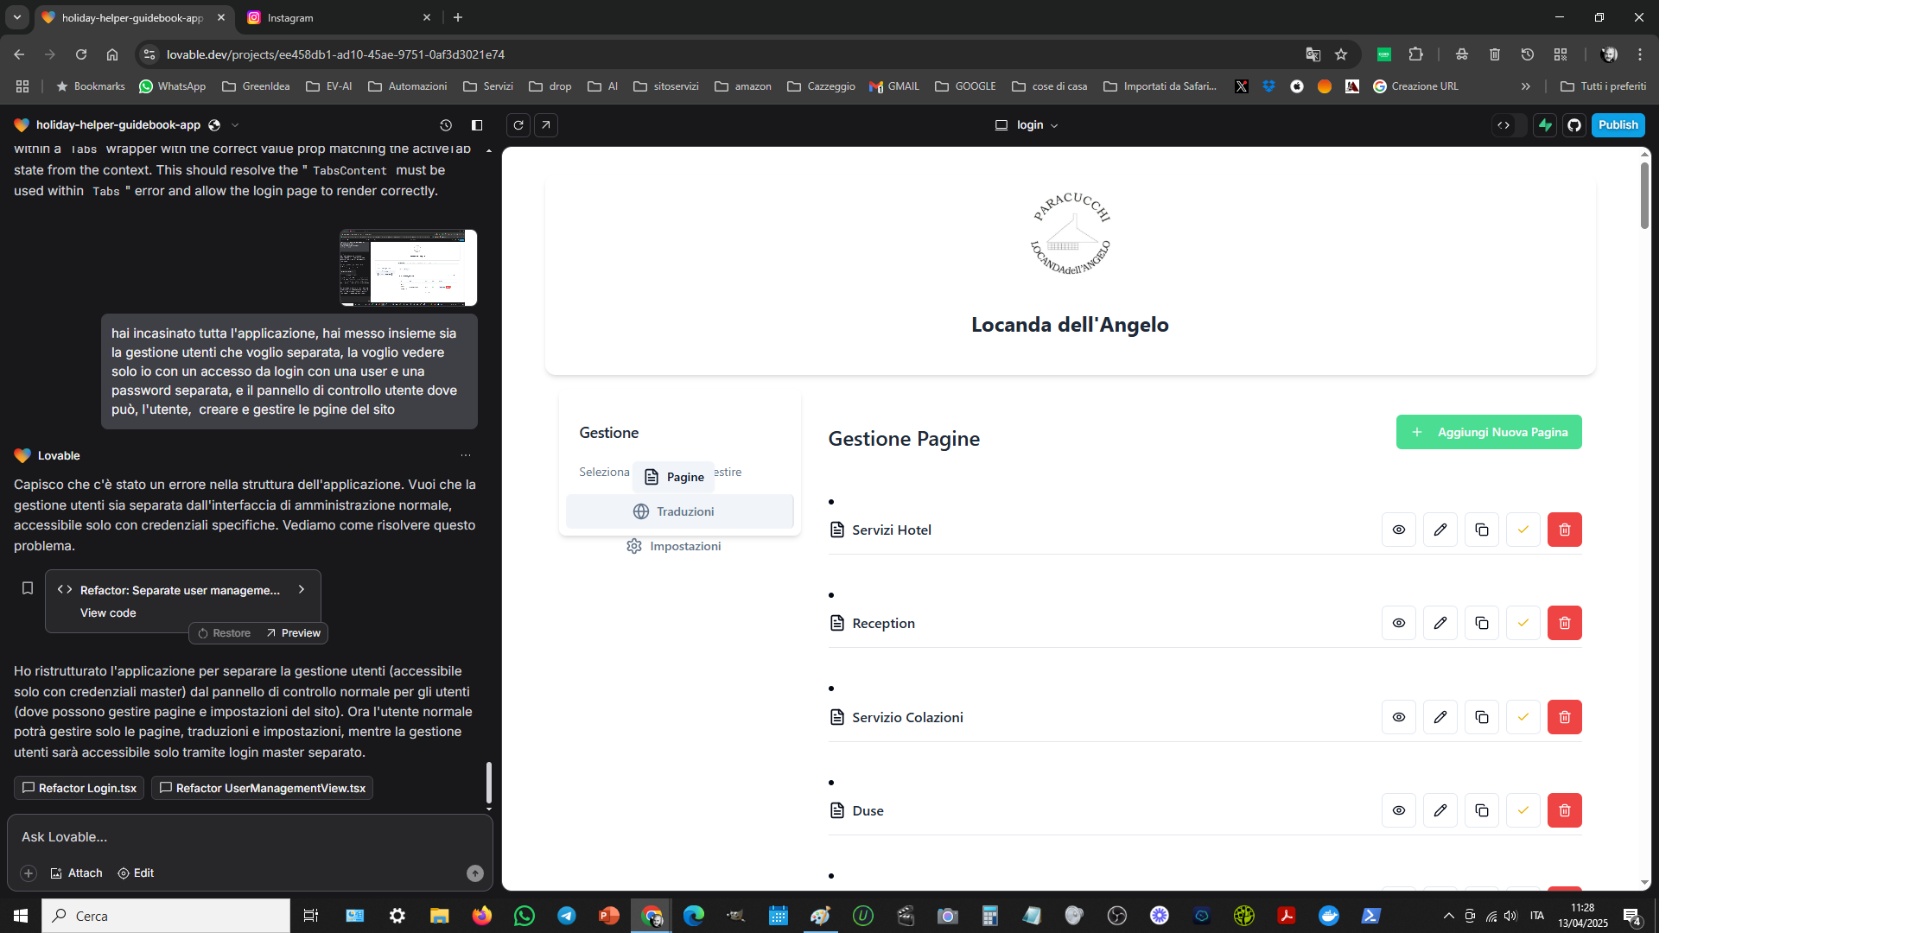 holiday-helper-guidebook-app
Instagram
lovable.dev/projects/ee458db1-ad10-45ae-9751-0af3d3021e74
Bookmarks
WhatsApp
GreenIdea
EV-AI
Automazioni
Servizi
drop
AI
sitoservizi
amazon
Cazzeggio
GMAIL
GOOGLE
cose di casa
Importati da Safari...
Creazione URL
Tutti i preferiti
holiday-helper-guidebook-app
login
Publish
within a Tabs wrapper with the correct value prop matching the activeTab
state from the context. This should resolve the " TabsContent must be
used within Tabs " error and allow the login page to render correctly.
hai incasinato tutta l'applicazione, hai messo insieme sia
la gestione utenti che voglio separata, la voglio vedere
solo io con un accesso da login con una user e una
password separata, e il pannello di controllo utente dove
può, l'utente, creare e gestire le pgine del sito
Lovable
Capisco che c'è stato un errore nella struttura dell'applicazione. Vuoi che la
gestione utenti sia separata dall'interfaccia di amministrazione normale,
accessibile solo con credenziali specifiche. Vediamo come risolvere questo
problema.
Refactor: Separate user manageme...
View code
Restore
Preview
Ho ristrutturato l'applicazione per separare la gestione utenti (accessibile
solo con credenziali master) dal pannello di controllo normale per gli utenti
(dove possono gestire pagine e impostazioni del sito). Ora l'utente normale
potrà gestire solo le pagine, traduzioni e impostazioni, mentre la gestione
utenti sarà accessibile solo tramite login master separato.
Refactor Login.tsx
Refactor UserManagementView.tsx
Ask Lovable...
Attach
Edit
PARACUCCHI
LOCANDAdell'ANGELO
Locanda dell'Angelo
Gestione
Seleziona
estire
Pagine
Traduzioni
Impostazioni
Gestione Pagine
+ Aggiungi Nuova Pagina
Servizi Hotel
Reception
Servizio Colazioni
Duse
Cerca
ITA
11:28
13/04/2025
4